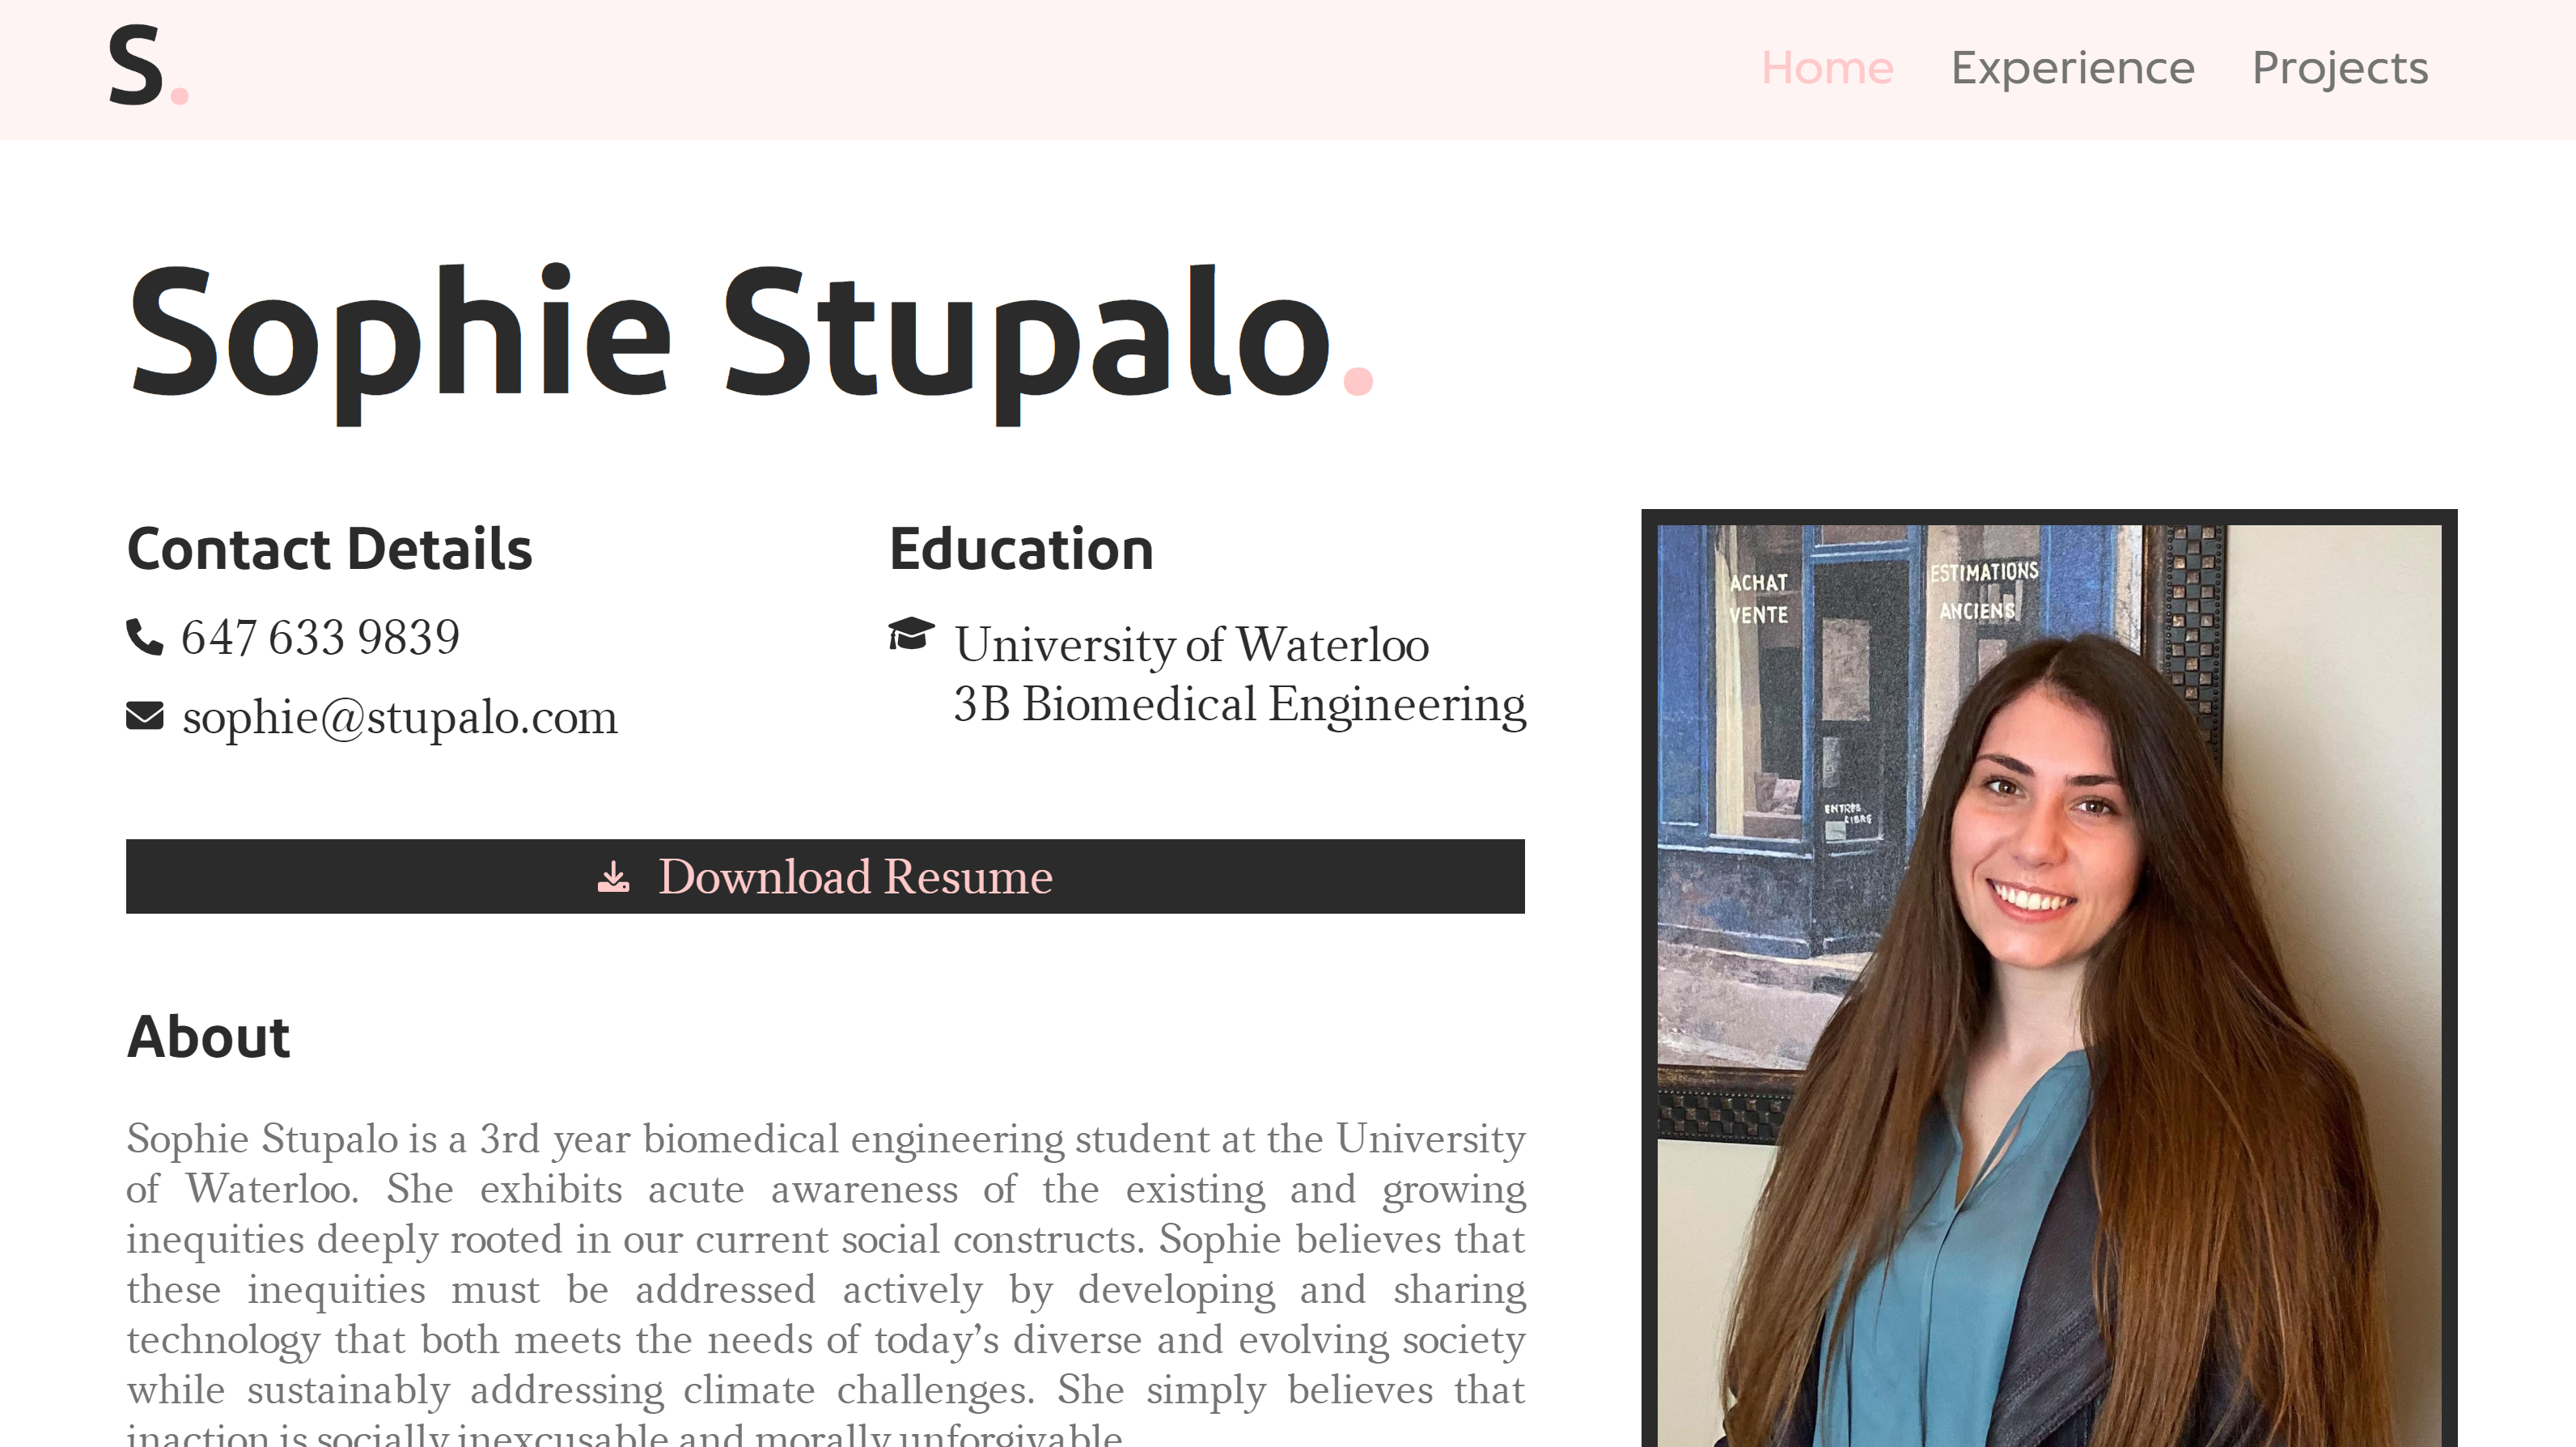 S.
Home Experience Projects
Sophie Stupalo.
Contact Details
647 633 9839
sophie@stupalo.com
Education
University of Waterloo
3B Biomedical Engineering
Download Resume
About
Sophie Stupalo is a 3rd year biomedical engineering student at the University
of Waterloo. She exhibits acute awareness of the existing and growing
inequities deeply rooted in our current social constructs. Sophie believes that
these inequities must be addressed actively by developing and sharing
technology that both meets the needs of today’s diverse and evolving society
while sustainably addressing climate challenges. She simply believes that
inaction is socially inexcusable and morally unforgivable.
ACHAT
VENTE
ESTIMATIONS
ANCIENS
ENTRÉE
LIBRE